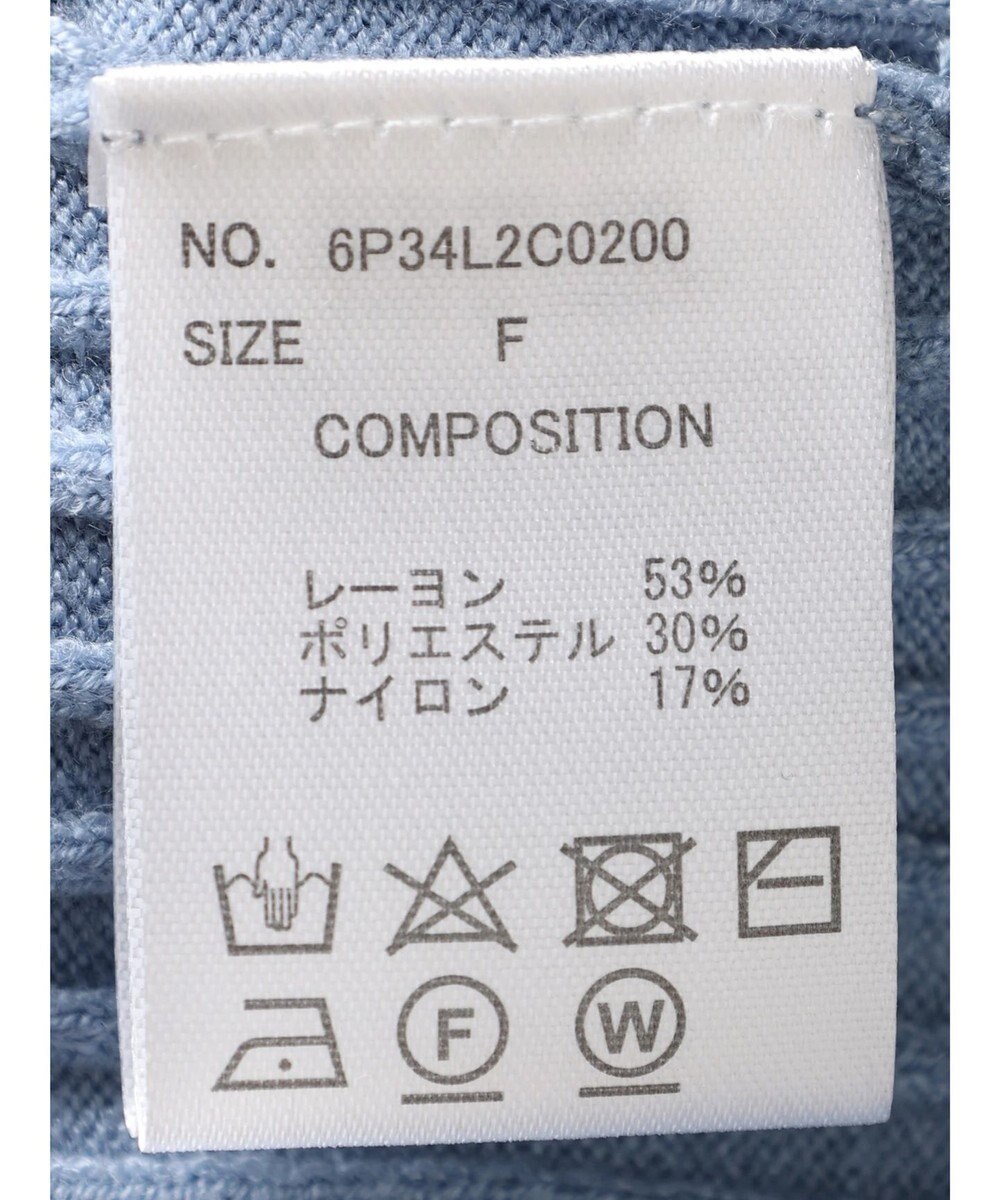 NO. 6P34L2C0200
SIZE F
COMPOSITION
レーヨン 53%
ポリエステル 30%
ナイロン 17%
F W